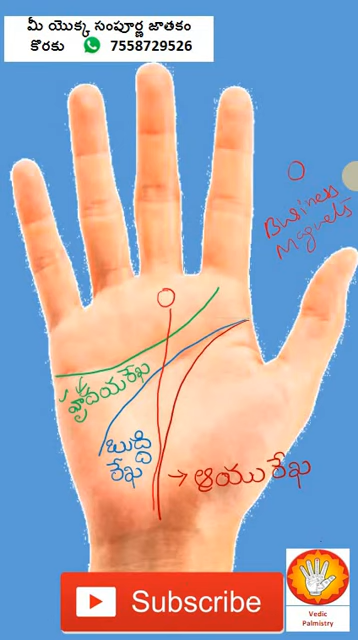 మీ యొక్క సంపూర్ణ జాతకం
కొరకు 7558729526
Business
Magnets
హృదయరేఖ
బుద్ది
రేఖ
ఆయురేఖ
Subscribe
Vedic
Palmistry